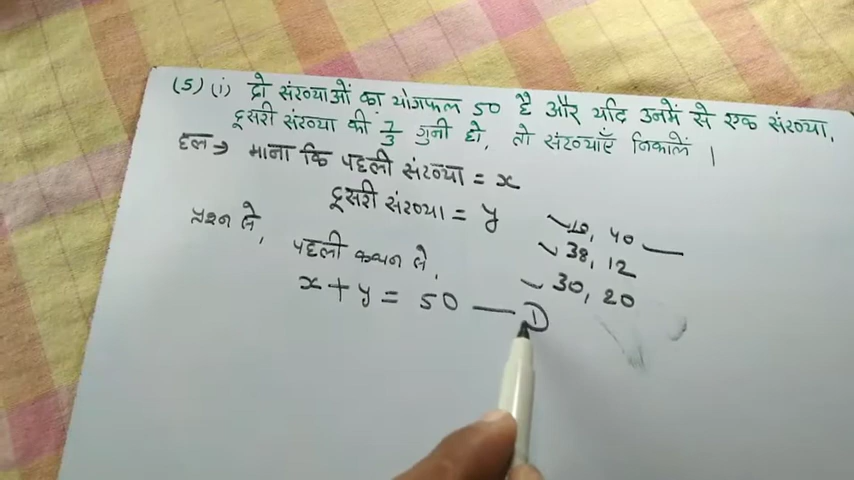 (5) (i) दो संख्याओं का योगफल 50 है और यदि उनमें से एक संख्या,
दूसरी संख्या की 7/3 गुनी हो, तो संख्याएँ निकालें ।
हल→ माना कि पहली संख्या = x
दूसरी संख्या = y
प्रश्न से,
पहली कथन से,
x + y = 50 — ①
10, 40 —
38, 12
30, 20